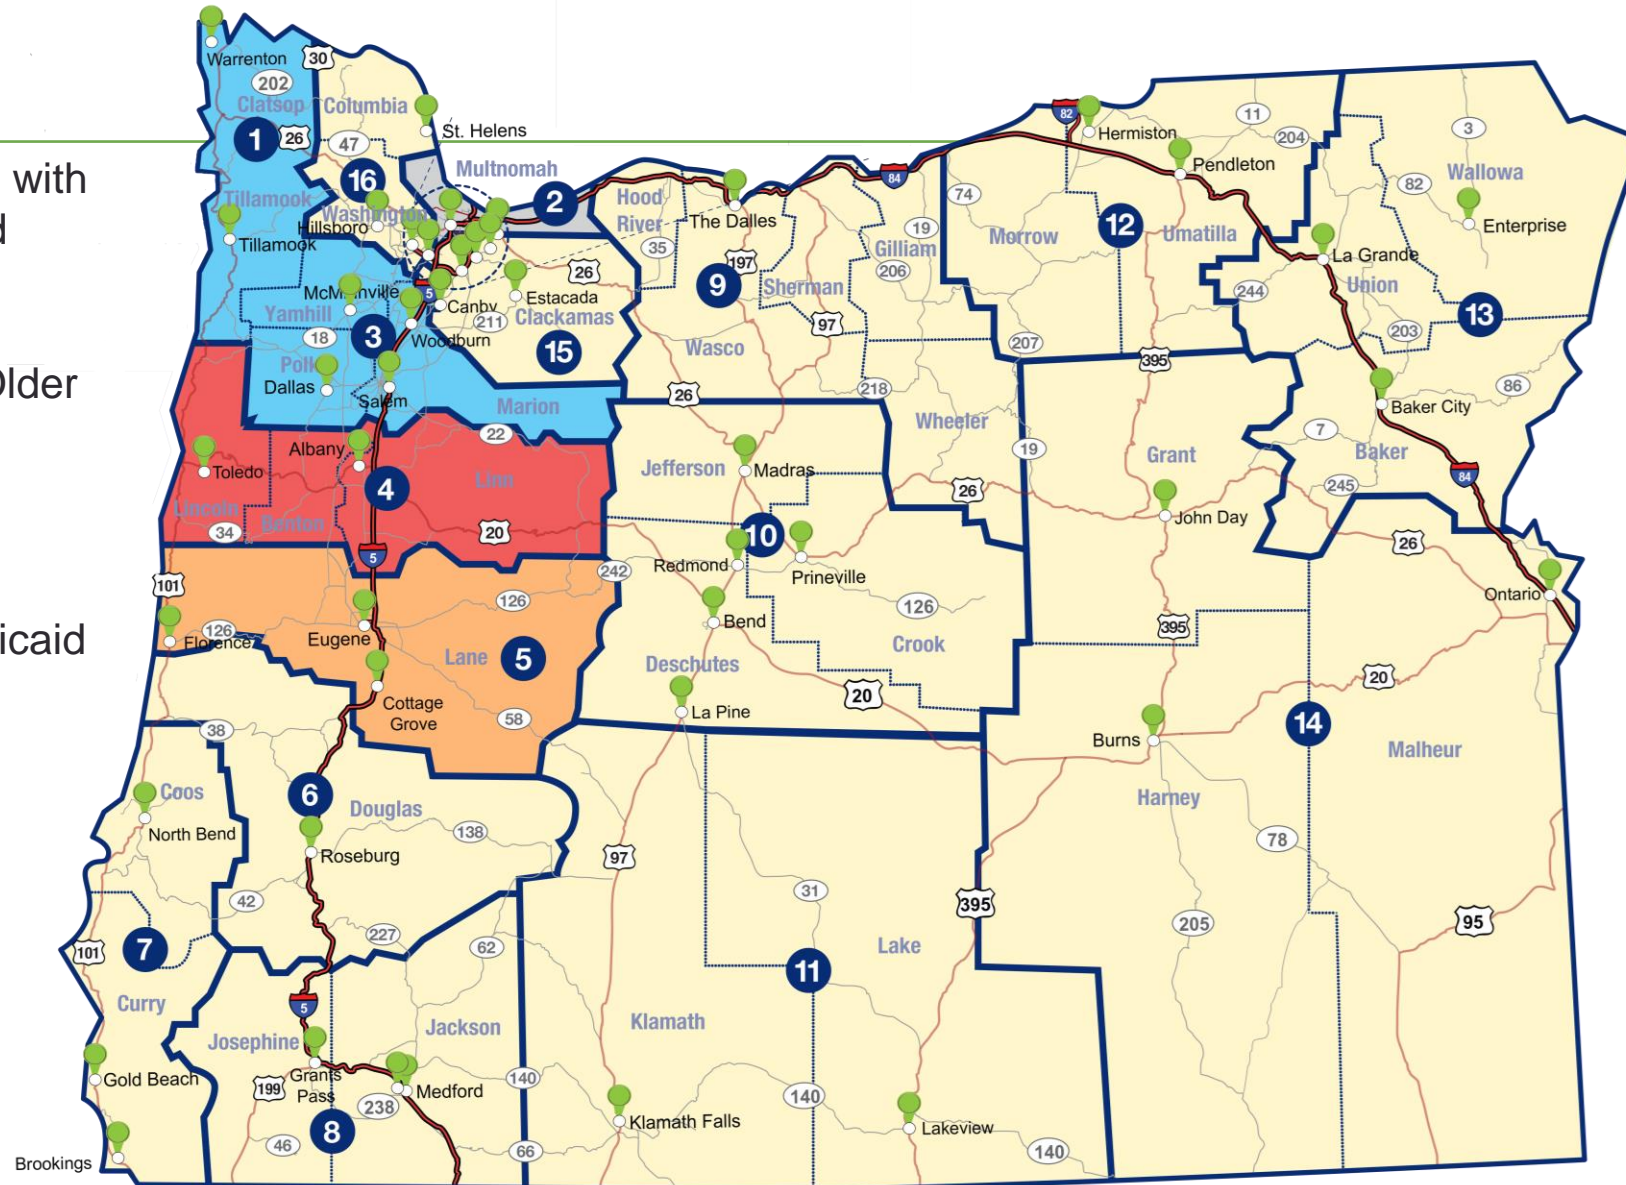 with
d
Older
icaid
Warrenton
30
202
Clatsop
Columbia
1
26
47
St. Helens
16
Multnomah
2
Tillamook
Washington
Hillsboro
Tillamook
Hood
River
35
The Dalles
84
82
Hermiston
11
204
Pendleton
3
Wallowa
82
Enterprise
74
Morrow
12
Umatilla
19
Gilliam
206
197
9
Sherman
97
Wasco
La Grande
Union
244
13
203
McMinnville
Yamhill
18
3
5
Canby
211
Woodburn
26
Estacada
Clackamas
15
Polk
Dallas
Salem
Marion
26
218
207
395
86
Baker City
Wheeler
19
7
Baker
245
84
Albany
22
Toledo
4
Linn
Lincoln
Benton
34
20
5
Jefferson
Madras
26
Grant
John Day
26
10
Redmond
Prineville
242
101
126
126
Florence
Eugene
Lane
5
Bend
126
Crook
Deschutes
395
Ontario
20
Cottage
Grove
58
La Pine
20
Burns
14
Malheur
38
6
Douglas
Coos
North Bend
138
Roseburg
97
31
395
Harney
78
42
227
62
7
101
Curry
205
95
11
Lake
5
Josephine
Jackson
Klamath
Gold Beach
199
Grants
Pass
238
Medford
140
140
8
46
66
Klamath Falls
Lakeview
140
Brookings